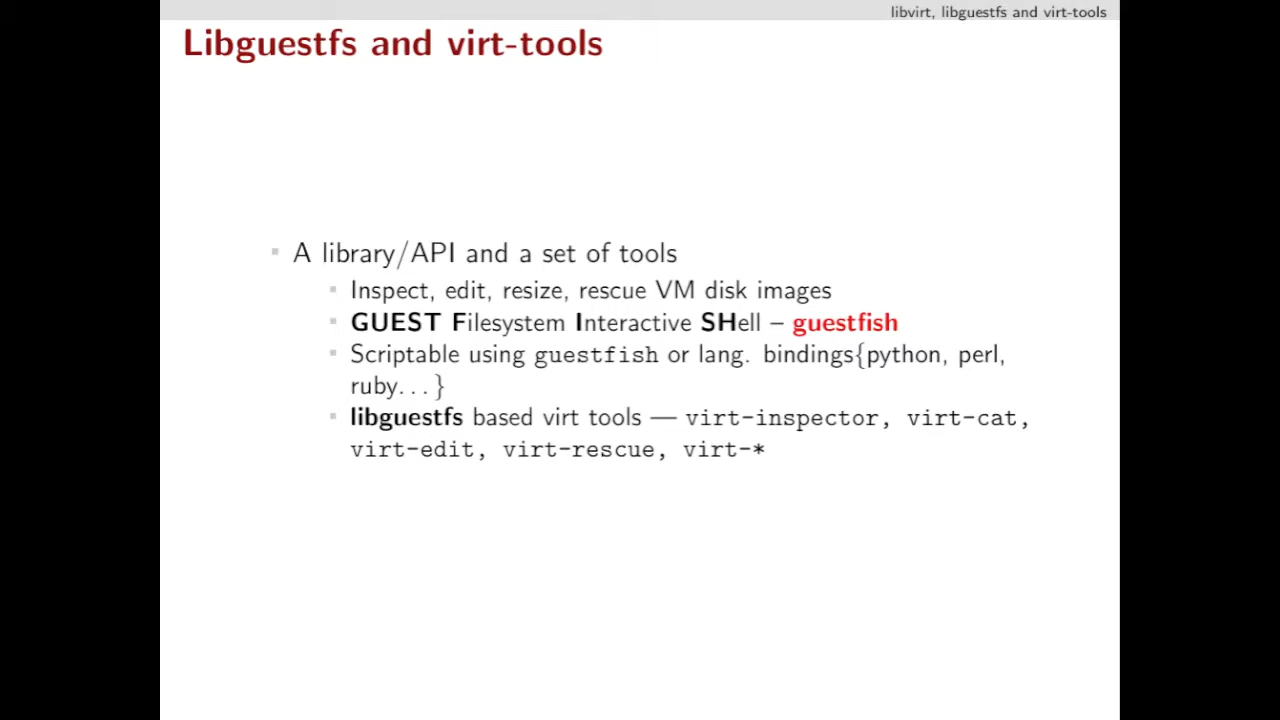 libvirt, libguestfs and virt-tools
Libguestfs and virt-tools
A library/API and a set of tools
Inspect, edit, resize, rescue VM disk images
GUEST Filesystem Interactive SHell – guestfish
Scriptable using guestfish or lang. bindings{python, perl,
ruby...}
libguestfs based virt tools — virt-inspector, virt-cat,
virt-edit, virt-rescue, virt-*